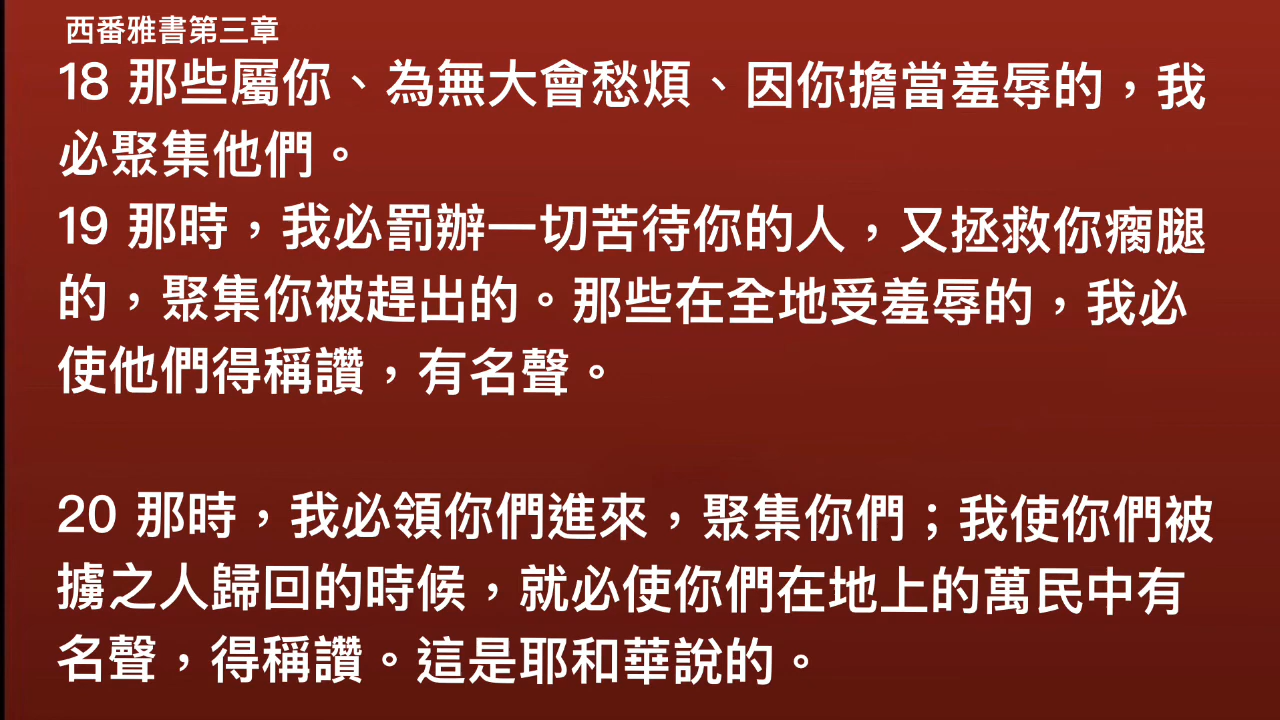 西番雅書第三章
18 那些屬你、為無大會愁煩、因你擔當羞辱的，我
必聚集他們。
19 那時，我必罰辦一切苦待你的人，又拯救你瘸腿
的，聚集你被趕出的。那些在全地受羞辱的，我必
使他們得稱讚，有名聲。
20 那時，我必領你們進來，聚集你們；我使你們被
擄之人歸回的時候，就必使你們在地上的萬民中有
名聲，得稱讚。這是耶和華說的。